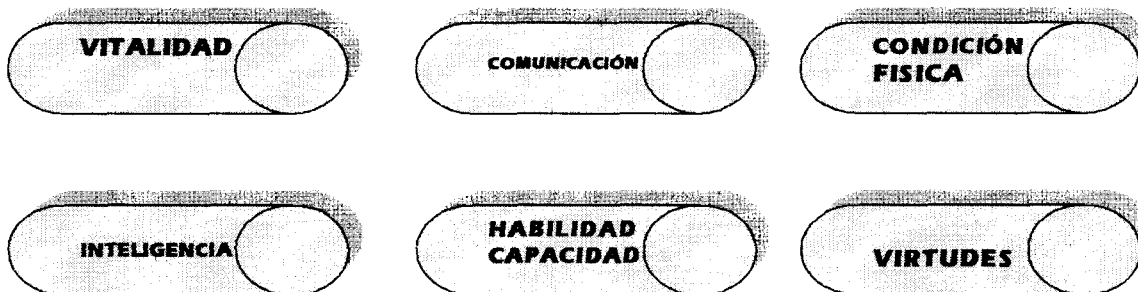 VITALIDAD
COMUNICACIÓN
CONDICIÓN
FISICA
INTELIGENCIA
HABILIDAD
CAPACIDAD
VIRTUDES